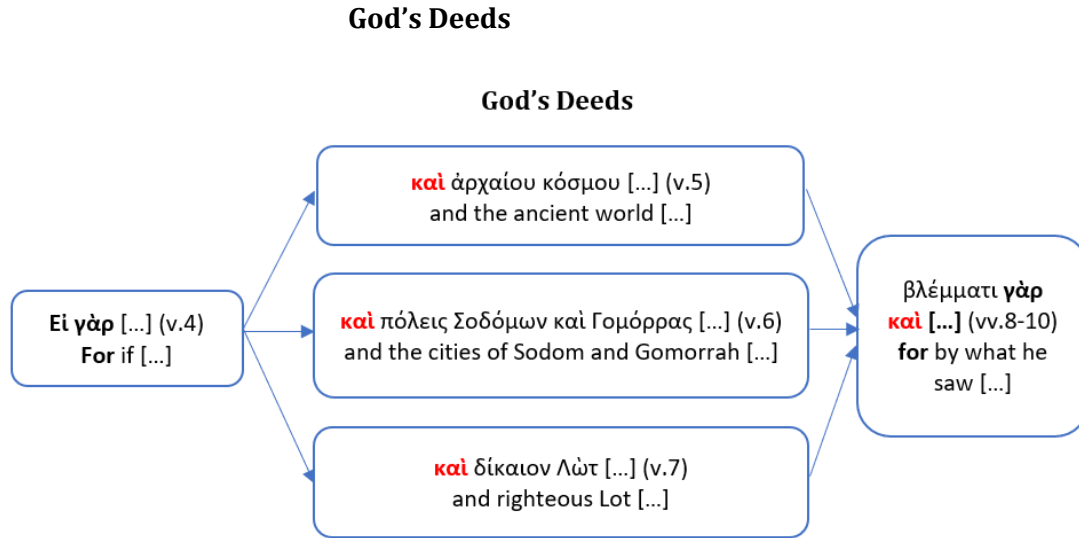 God’s Deeds
God’s Deeds
Εἰ γὰρ [...] (v.4)
For if [...]
καὶ ἀρχαίου κόσμου [...] (v.5)
and the ancient world [...]
καὶ πόλεις Σοδόμων καὶ Γομόρρας [...] (v.6)
and the cities of Sodom and Gomorrah [...]
καὶ δίκαιον Λὼτ [...] (v.7)
and righteous Lot [...]
βλέμματι γὰρ
καὶ [...] (vv.8-10)
for by what he
saw [...]